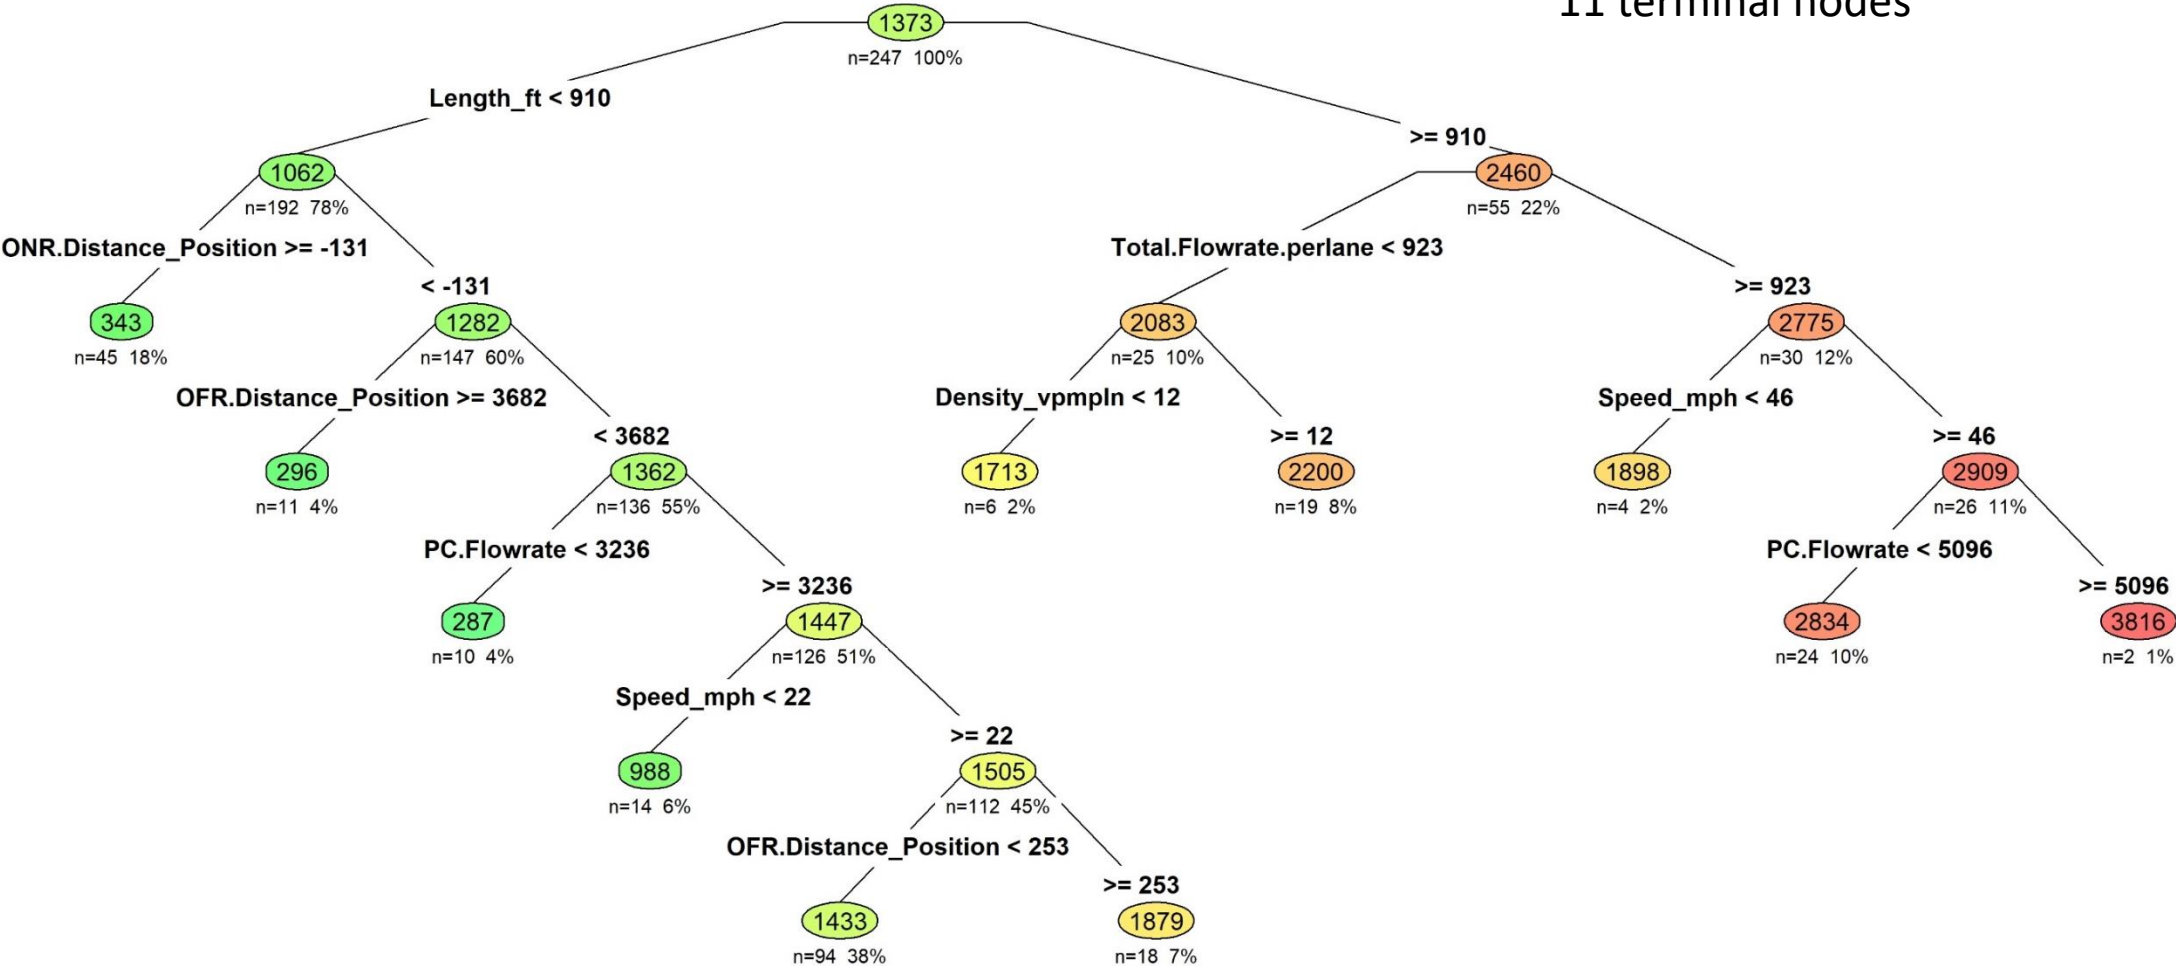 11 terminal nodes
1373
n=247 100%
Length_ft < 910
>= 910
1062
n=192 78%
2460
n=55 22%
ONR.Distance_Position >= -131
< -131
Total.Flowrate.perlane < 923
>= 923
343
n=45 18%
1282
n=147 60%
2083
n=25 10%
2775
n=30 12%
OFR.Distance_Position >= 3682
< 3682
Density_vpmpln < 12
>= 12
Speed_mph < 46
>= 46
296
n=11 4%
1362
n=136 55%
1713
n=6 2%
2200
n=19 8%
1898
n=4 2%
2909
n=26 11%
PC.Flowrate < 3236
>= 3236
PC.Flowrate < 5096
>= 5096
287
n=10 4%
1447
n=126 51%
2834
n=24 10%
3816
n=2 1%
Speed_mph < 22
>= 22
988
n=14 6%
1505
n=112 45%
OFR.Distance_Position < 253
>= 253
1433
n=94 38%
1879
n=18 7%